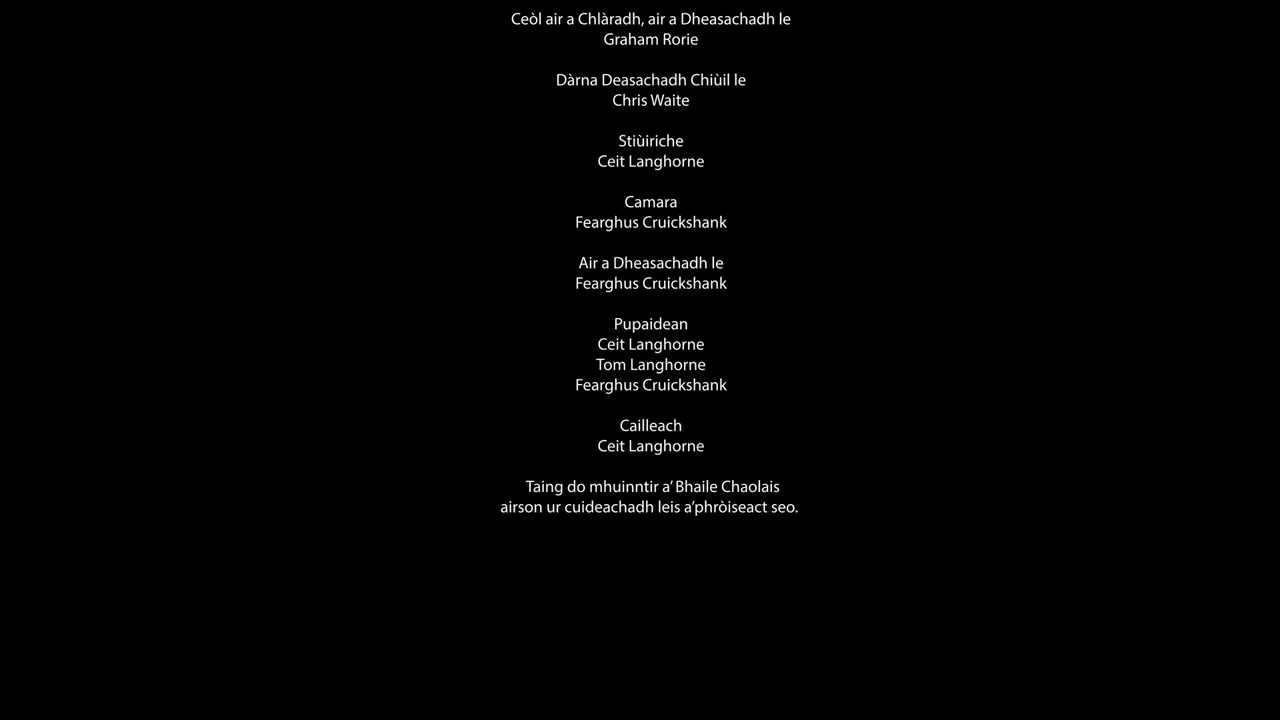 Ceòl air a Chlàradh, air a Dheasachadh le
Graham Rorie
Dàrna Deasachadh Chiùil le
Chris Waite
Stiùiriche
Ceit Langhorne
Camara
Fearghus Cruickshank
Air a Dheasachadh le
Fearghus Cruickshank
Pupaidean
Ceit Langhorne
Tom Langhorne
Fearghus Cruickshank
Cailleach
Ceit Langhorne
Taing do mhuinntir a' Bhaile Chaolais
airson ur cuideachadh leis a'phròiseact seo.